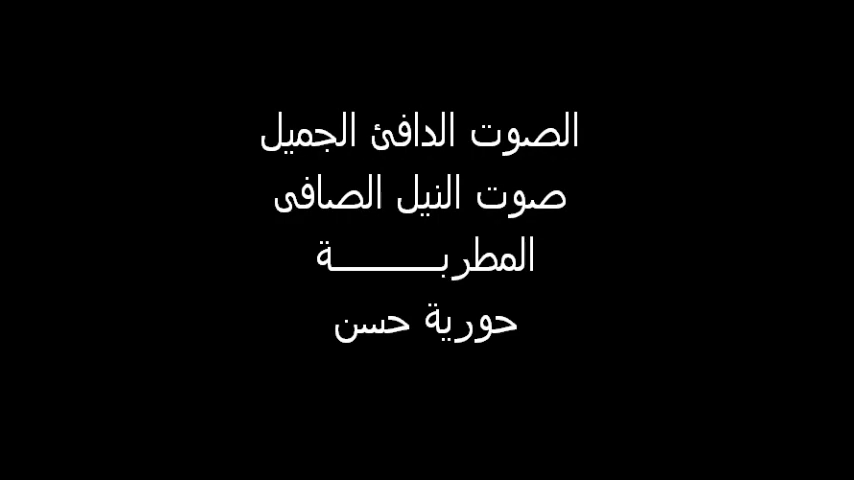 الصوت الدافئ الجميل
صوت النيل الصافى
المطربـــــــــة
حورية حسن